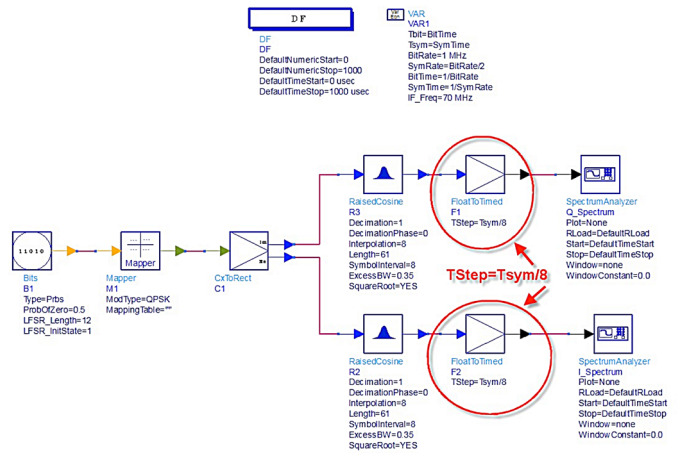 DF
DF
DF
DefaultNumericStart=0
DefaultNumericStop=1000
DefaultTimeStart=0 usec
DefaultTimeStop=1000 usec
Var
Eqn
VAR
VAR1
Tbit=BitTime
Tsym=SymTime
BitRate=1 MHz
SymRate=BitRate/2
BitTime=1/BitRate
SymTime=1/SymRate
IF_Freq=70 MHz
11010
Bits
B1
Type=Prbs
ProbOfZero=0.5
LFSR_Length=12
LFSR_InitState=1
Mapper
Mapper
M1
ModType=QPSK
MappingTable=""
Im
Re
CxToRect
C1
RaisedCosine
R3
Decimation=1
DecimationPhase=0
Interpolation=8
Length=61
SymbolInterval=8
ExcessBW=0.35
SquareRoot=YES
FloatToTimed
F1
TStep=Tsym/8
SpectrumAnalyzer
Q_Spectrum
Plot=None
RLoad=DefaultRLoad
Start=DefaultTimeStart
Stop=DefaultTimeStop
Window=none
WindowConstant=0.0
TStep=Tsym/8
RaisedCosine
R2
Decimation=1
DecimationPhase=0
Interpolation=8
Length=61
SymbolInterval=8
ExcessBW=0.35
SquareRoot=YES
FloatToTimed
F2
TStep=Tsym/8
SpectrumAnalyzer
I_Spectrum
Plot=None
RLoad=DefaultRLoad
Start=DefaultTimeStart
Stop=DefaultTimeStop
Window=none
WindowConstant=0.0